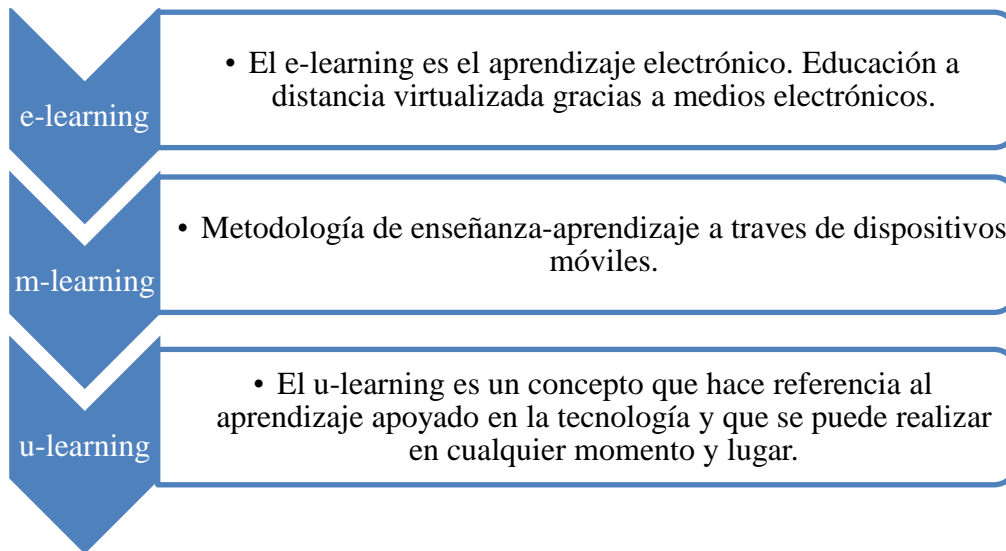 e-learning
• El e-learning es el aprendizaje electrónico. Educación a
distancia virtualizada gracias a medios electrónicos.
m-learning
• Metodología de enseñanza-aprendizaje a traves de dispositivos
móviles.
u-learning
• El u-learning es un concepto que hace referencia al
aprendizaje apoyado en la tecnología y que se puede realizar
en cualquier momento y lugar.